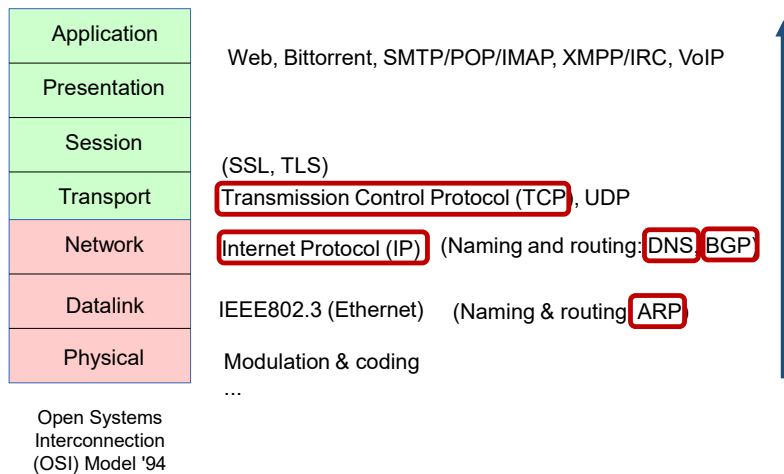 Application
Web, Bittorrent, SMTP/POP/IMAP, XMPP/IRC, VoIP
Presentation
Session
(SSL, TLS)
Transport
Transmission Control Protocol (TCP), UDP
Network
Internet Protocol (IP) (Naming and routing: DNS, BGP)
Datalink
IEEE802.3 (Ethernet) (Naming & routing ARP)
Physical
Modulation & coding
...
Open Systems
Interconnection
(OSI) Model '94